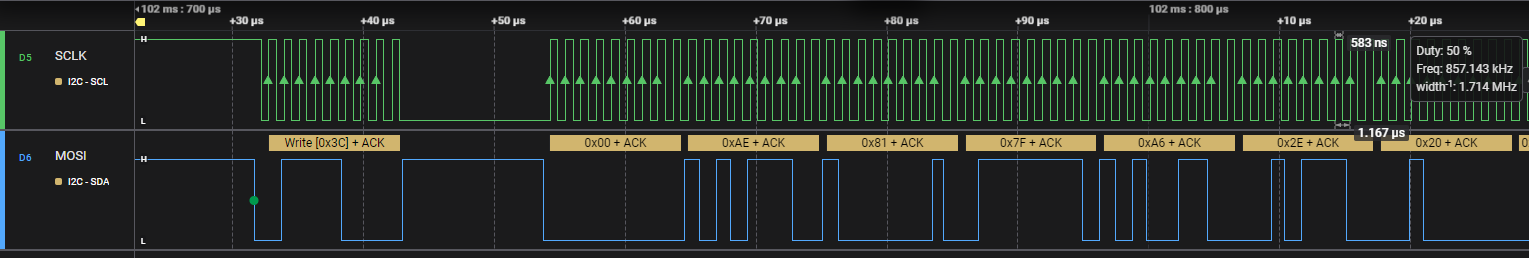 102 ms : 700 µs
102 ms : 800 µs
+30 µs +40 µs +50 µs +60 µs +70 µs +80 µs +90 µs +10 µs +20 µs
D5 SCLK
I2C - SCL
H
L
583 ns
Duty: 50 %
Freq: 857.143 kHz
width-1: 1.714 MHz
1.167 µs
Write [0x3C] + ACK 0x00 + ACK 0xAE + ACK 0x81 + ACK 0x7F + ACK 0xA6 + ACK 0x2E + ACK 0x20 + ACK
D6 MOSI
I2C - SDA
H
L